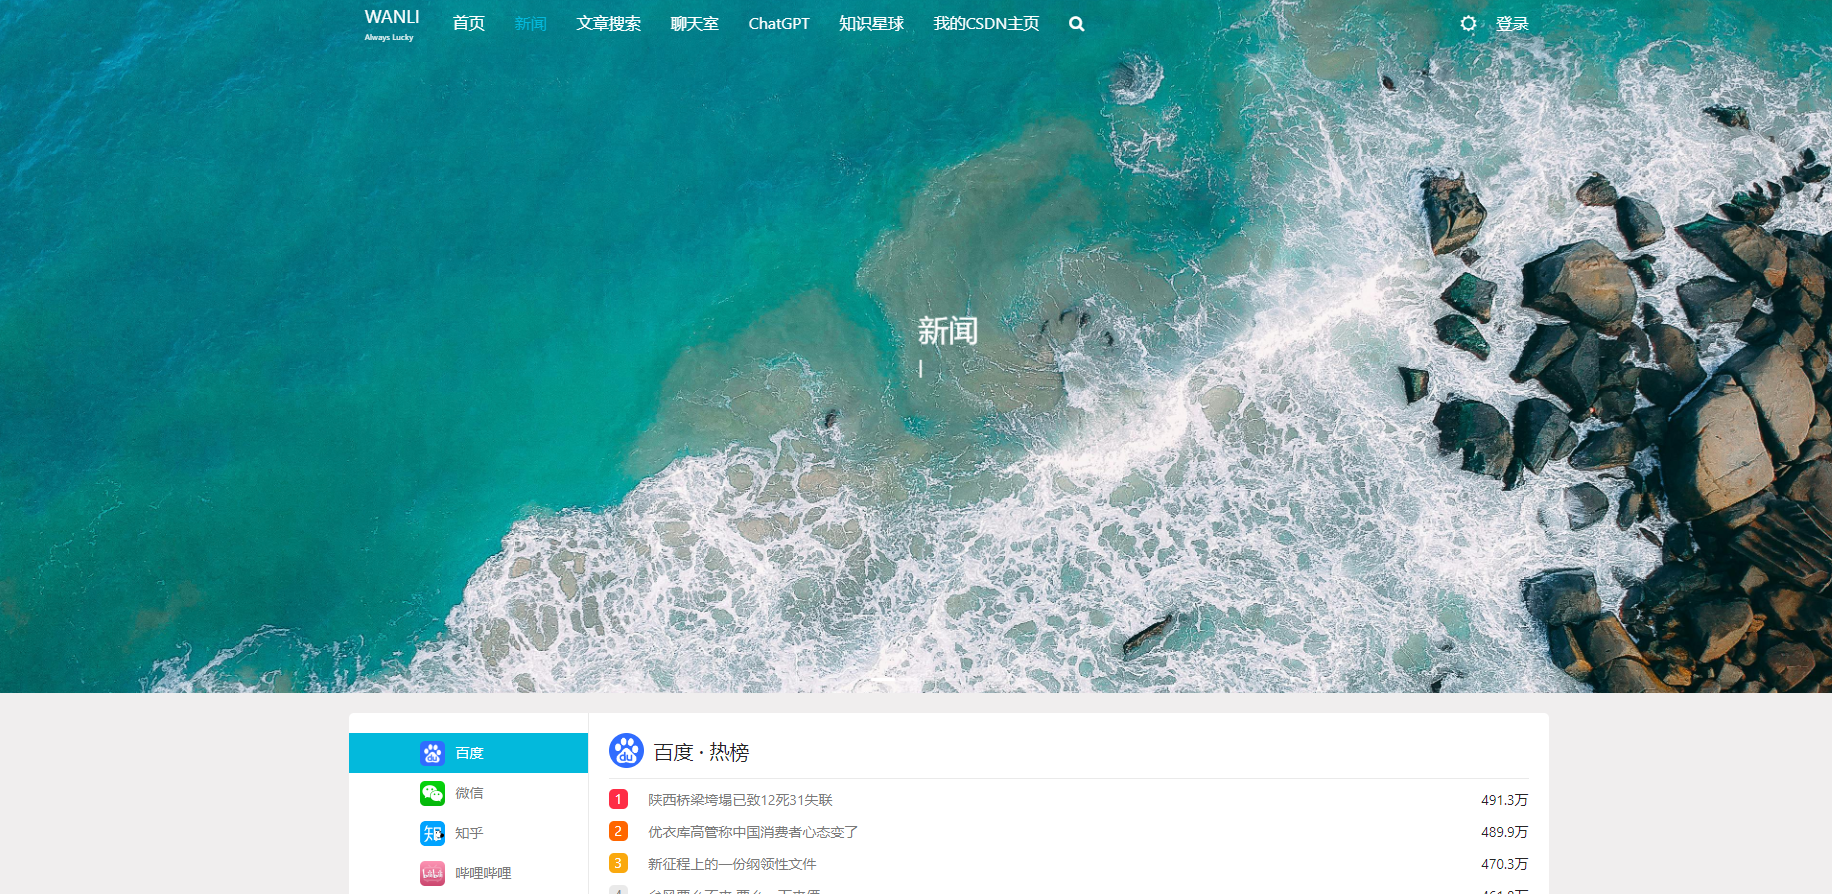 WANLI
Always Lucky
首页 新闻 文章搜索 聊天室 ChatGPT 知识星球 我的CSDN主页 登录
新闻
百度
微信
知乎
哔哩哔哩
百度 · 热榜
1 陕西桥梁垮塌已致12死31失联 491.3万
2 优衣库高管称中国消费者心态变了 489.9万
3 新征程上的一份纲领性文件 470.3万